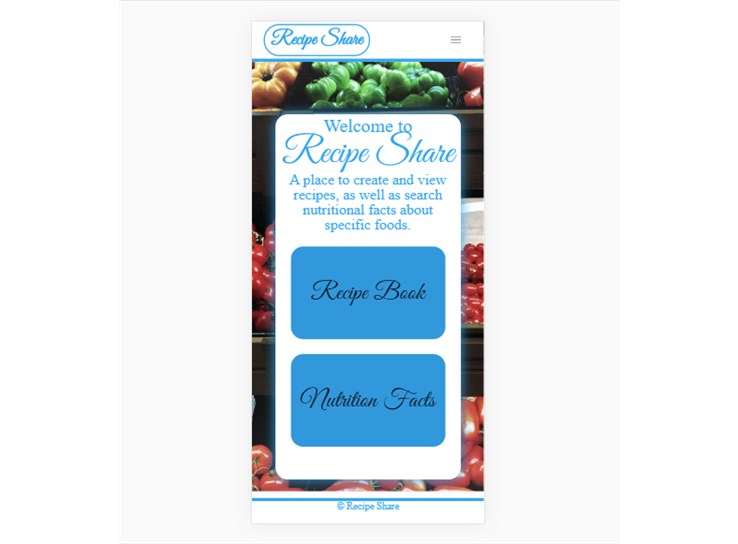 Recipe Share
Welcome to
Recipe Share
A place to create and view
recipes, as well as search
nutritional facts about
specific foods.
Recipe Book
Nutrition Facts
© Recipe Share